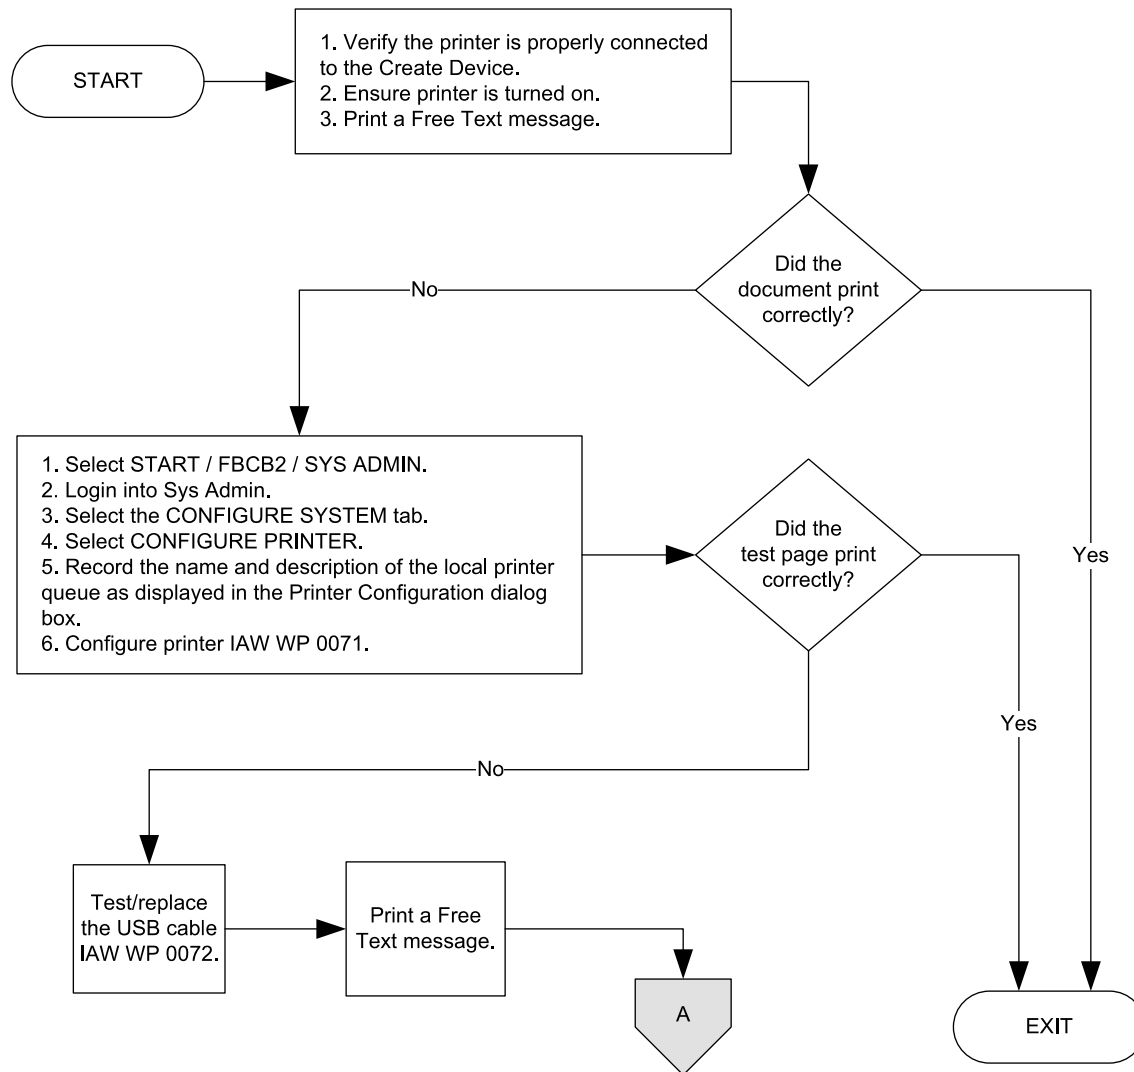 START
1. Verify the printer is properly connected
to the Create Device.
2. Ensure printer is turned on.
3. Print a Free Text message.
Did the
document print
correctly?
No
Yes
1. Select START / FBCB2 / SYS ADMIN.
2. Login into Sys Admin.
3. Select the CONFIGURE SYSTEM tab.
4. Select CONFIGURE PRINTER.
5. Record the name and description of the local printer
queue as displayed in the Printer Configuration dialog
box.
6. Configure printer IAW WP 0071.
Did the
test page print
correctly?
Yes
No
Test/replace
the USB cable
IAW WP 0072.
Print a Free
Text message.
A
EXIT